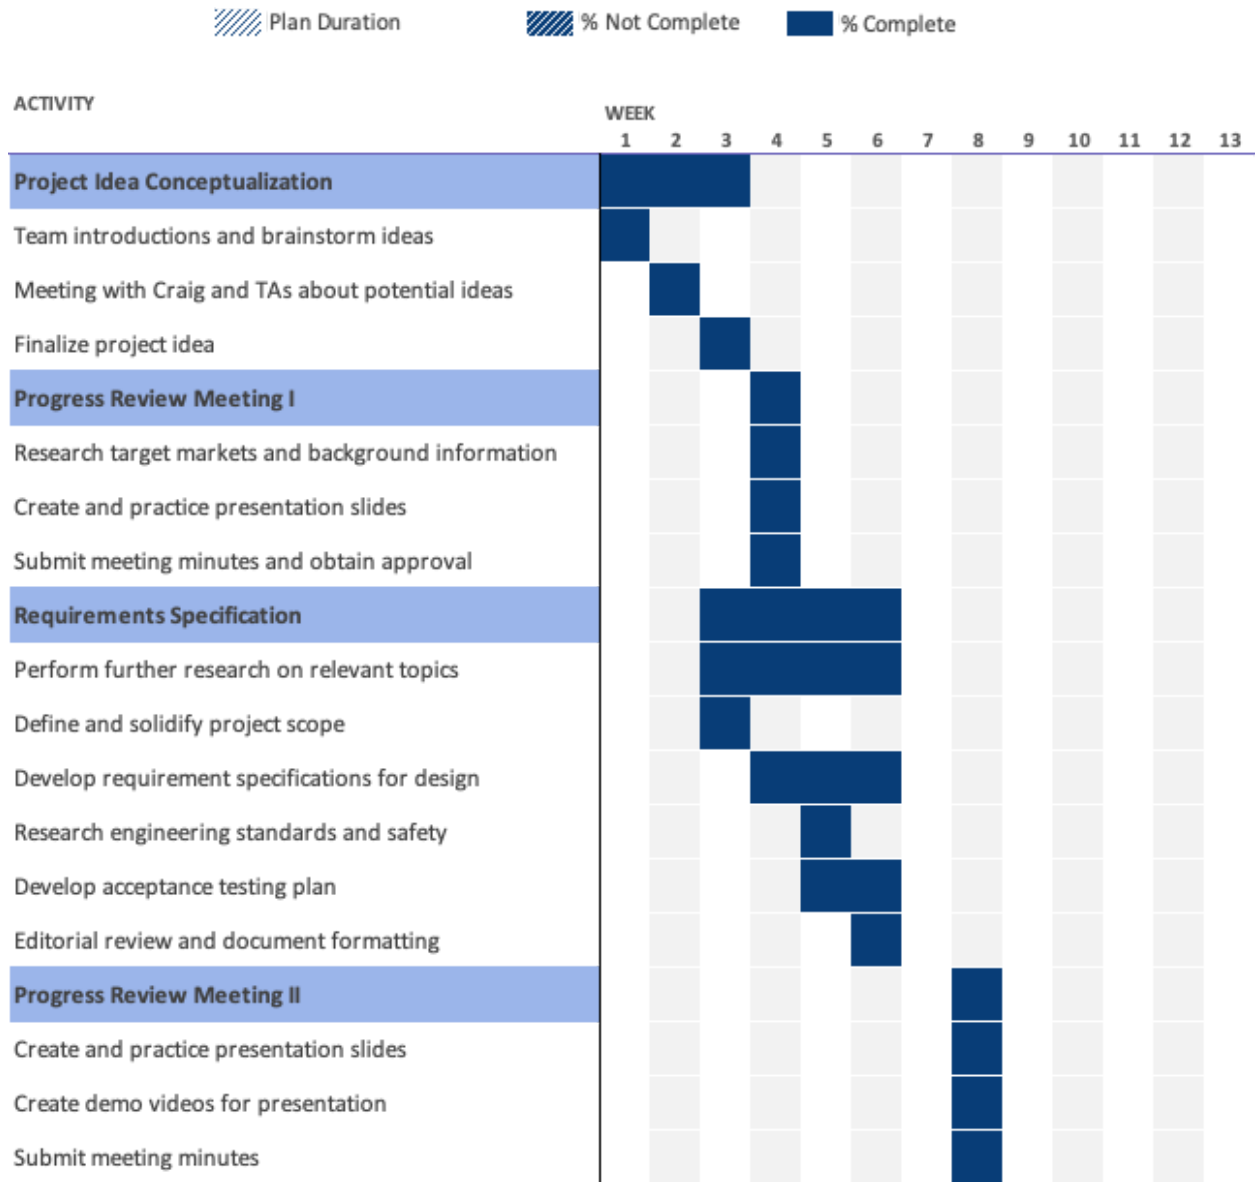 Plan Duration % Not Complete % Complete
ACTIVITY
WEEK
1 2 3 4 5 6 7 8 9 10 11 12 13
Project Idea Conceptualization
Team introductions and brainstorm ideas
Meeting with Craig and TAs about potential ideas
Finalize project idea
Progress Review Meeting I
Research target markets and background information
Create and practice presentation slides
Submit meeting minutes and obtain approval
Requirements Specification
Perform further research on relevant topics
Define and solidify project scope
Develop requirement specifications for design
Research engineering standards and safety
Develop acceptance testing plan
Editorial review and document formatting
Progress Review Meeting II
Create and practice presentation slides
Create demo videos for presentation
Submit meeting minutes